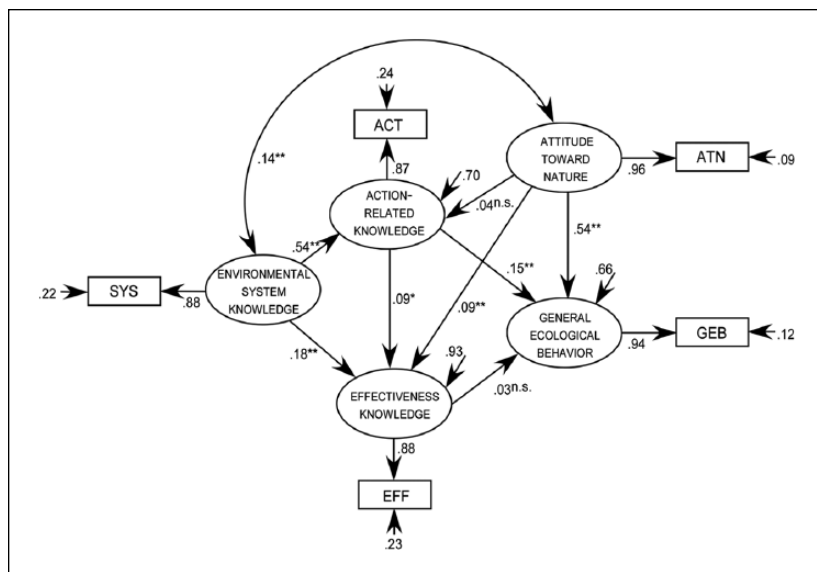 .24
ACT
.14**
.87
ATTITUDE
TOWARD
NATURE
.96
ATN
.09
.70
ACTION-
RELATED
KNOWLEDGE
.04n.s.
.54**
.54**
ENVIRONMENTAL
SYSTEM
KNOWLEDGE
.22
SYS
.88
.15**
.66
.09*
.09**
GENERAL
ECOLOGICAL
BEHAVIOR
.94
GEB
.12
.18**
.93
EFFECTIVENESS
KNOWLEDGE
.03n.s.
.88
EFF
.23